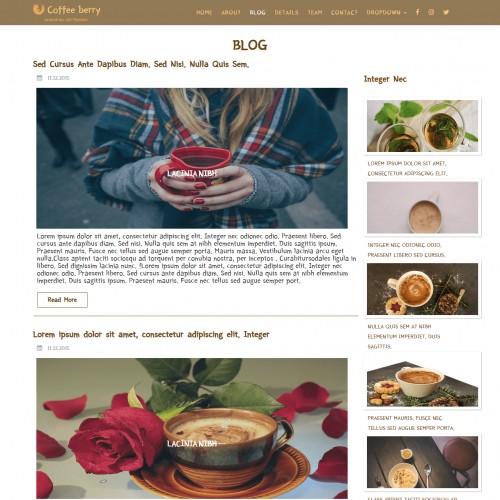 Coffee berry
HOME ABOUT BLOG DETAILS TEAM CONTACT DROPDOWN
BLOG
Sed Cursus Ante Dapibus Diam, Sed Nisi, Nulla Quis Sem,
11.22.2015
LACINIA NIBH
Lorem ipsum dolor sit amet, consectetur adipiscing elit, Integer nec odionec odio, Praesent libero, Sed
cursus ante dapibus diam, Sed nisi, Nulla quis sem at nibh elementum imperdiet, Duis sagittis ipsum,
Praesent mauris, Fusce nec tellus sed augue semper porta, Mauris massa, Vestibulum lacinia arcu eget
nulla,Class aptent taciti sociosqu ad torquent per conubia nostra, per inceptos , Curabitursodales ligula in
libero, Sed dignissim lacinia nunc, fLorem ipsum dolor sit amet, consectetur adipiscing elit, Integer nec
odionec odio, Praesent libero, Sed cursus ante dapibus diam, Sed nisi, Nulla quis sem at nibh elementum
imperdiet, Duis sagittis ipsum, Praesent mauris, Fusce nec tellus sed augue semper port,
Read More
Lorem ipsum dolor sit amet, consectetur adipiscing elit, Integer
11.22.2015
LACINIA NIBH
Integer Nec
LOREM IPSUM DOLOR SIT AMET,
CONSECTETUR ADIPISCING ELIT,
INTEGER NEC ODIONEC ODIO,
PRAESENT LIBERO SED CURSUS,
NULLA QUIS SEM AT NIBH
ELEMENTUM IMPERDIET, DUIS
SAGITTIS,
PRAESENT MAURIS, FUSCE NEC
TELLUS SED AUGUE SEMPER PORTA,